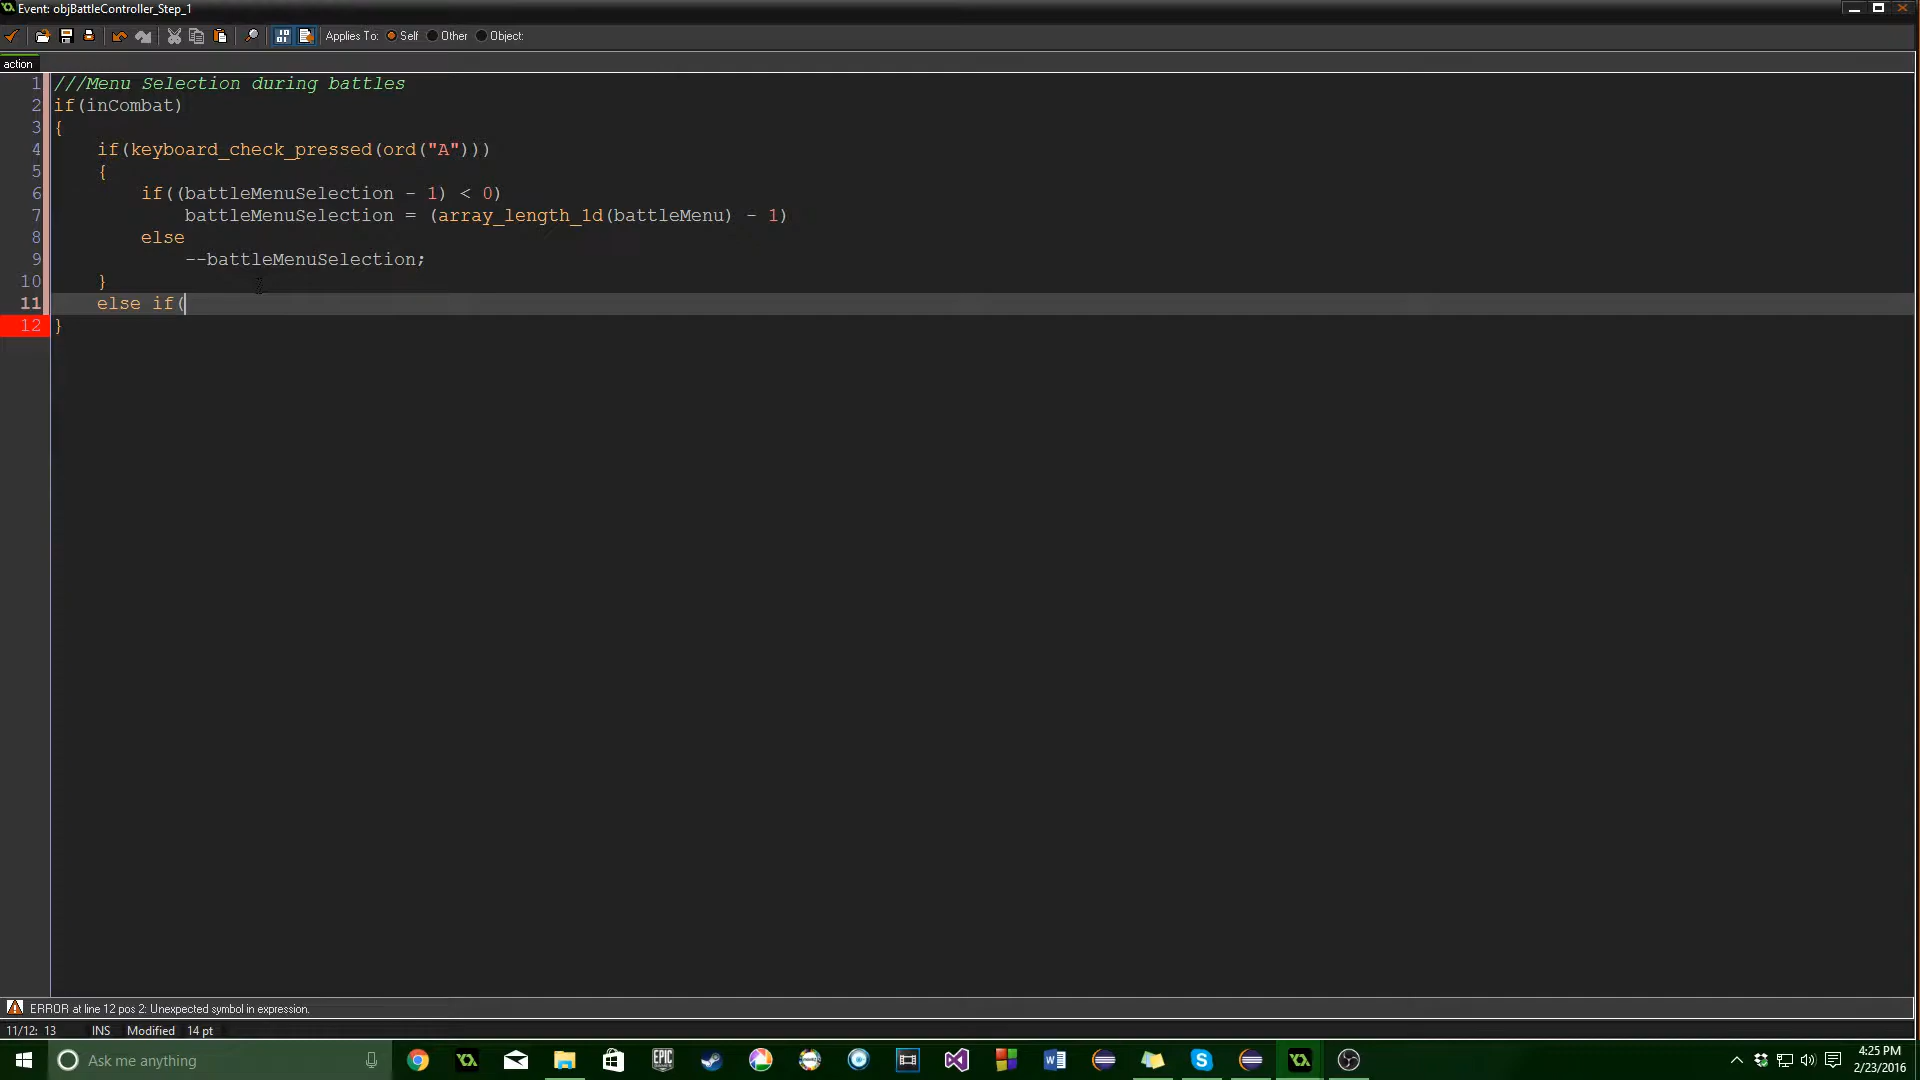 Event: objBattleController_Step_1
Applies To: Self Other Object:
action
1 ///Menu Selection during battles
2 if(inCombat)
3 {
4 if(keyboard_check_pressed(ord("A")))
5 {
6 if((battleMenuSelection - 1) < 0)
7 battleMenuSelection = (array_length_1d(battleMenu) - 1)
8 else
9 --battleMenuSelection;
10 }
11 else if(
12 }
ERROR at line 12 pos 2: Unexpected symbol in expression.
11/12: 13 INS Modified 14 pt
Ask me anything
EPIC GAMES
4:25 PM
2/23/2016